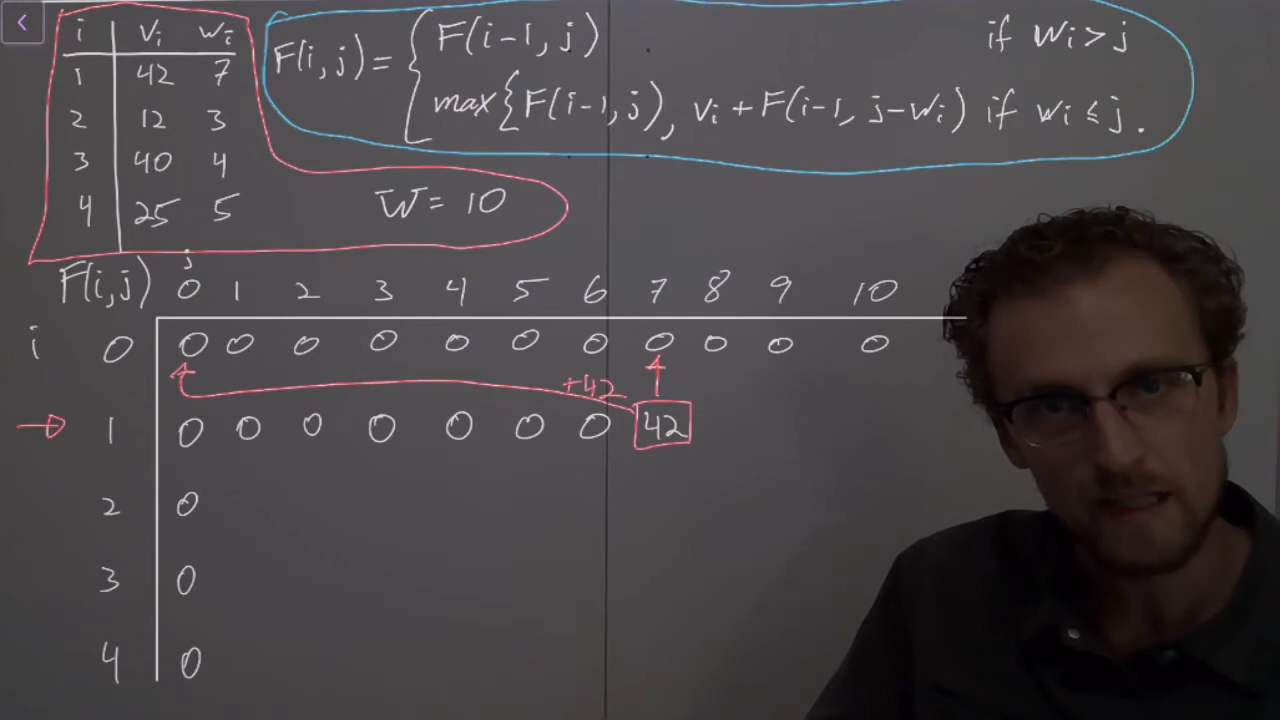 i vᵢ wᵢ
1 42 7
2 12 3
3 40 4
4 25 5
W = 10
F(i,j) = { F(i-1, j) if wᵢ > j
max{F(i-1, j), vᵢ + F(i-1, j-wᵢ) if wᵢ ≤ j.
j
F(i,j) 0 1 2 3 4 5 6 7 8 9 10
i 0 0 0 0 0 0 0 0 0 0 0 0
+42
→ 1 0 0 0 0 0 0 0 42
2 0
3 0
4 0